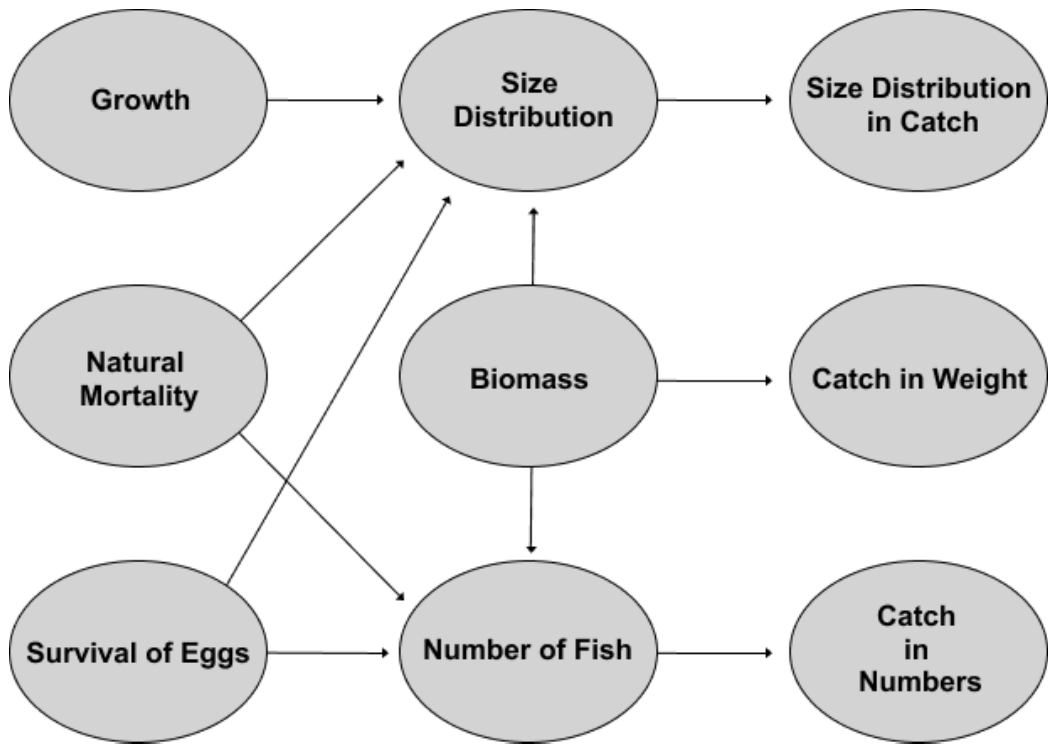 Growth
Size
Distribution
Size Distribution
in Catch
Natural
Mortality
Biomass
Catch in Weight
Survival of Eggs
Number of Fish
Catch
in
Numbers